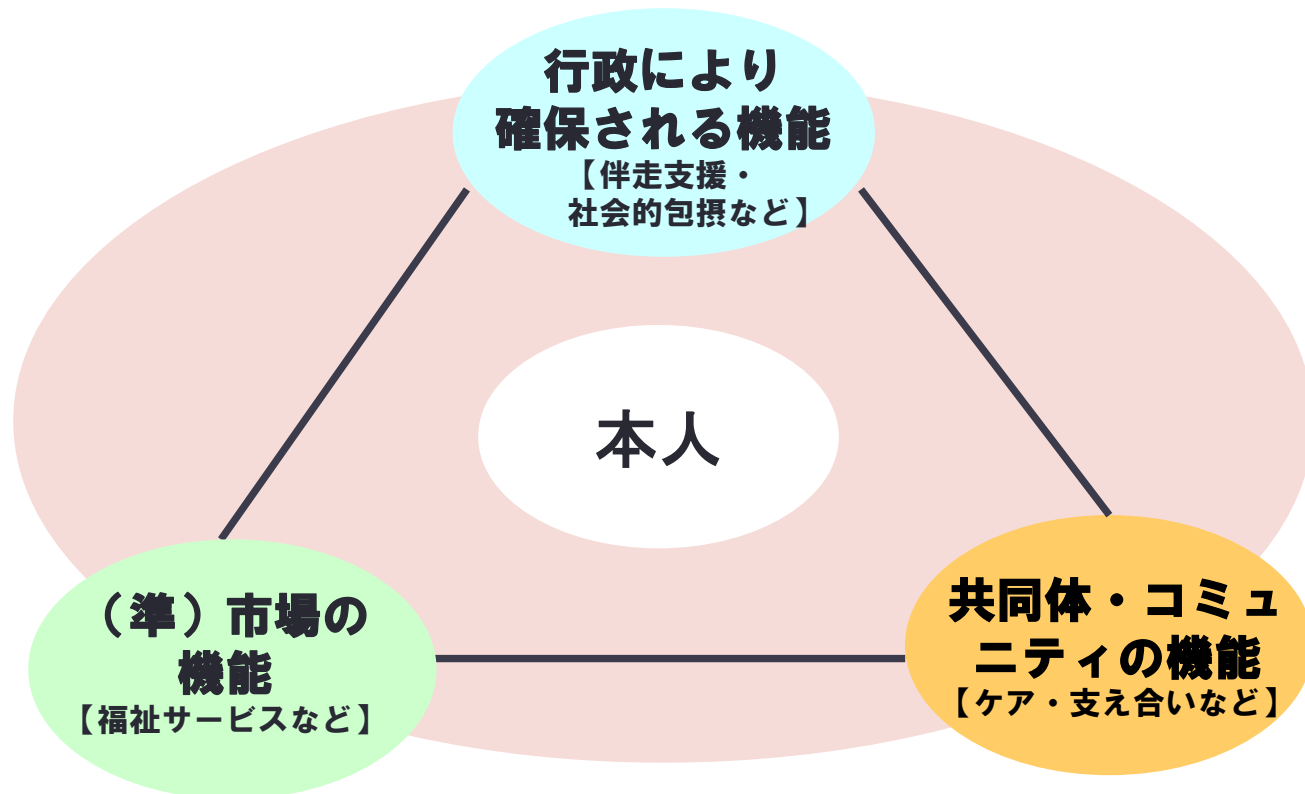 行政により
確保される機能
【伴走支援・
社会的包摂など】
本人
（準）市場の
機能
【福祉サービスなど】
共同体・コミュ
ニティの機能
【ケア・支え合いなど】